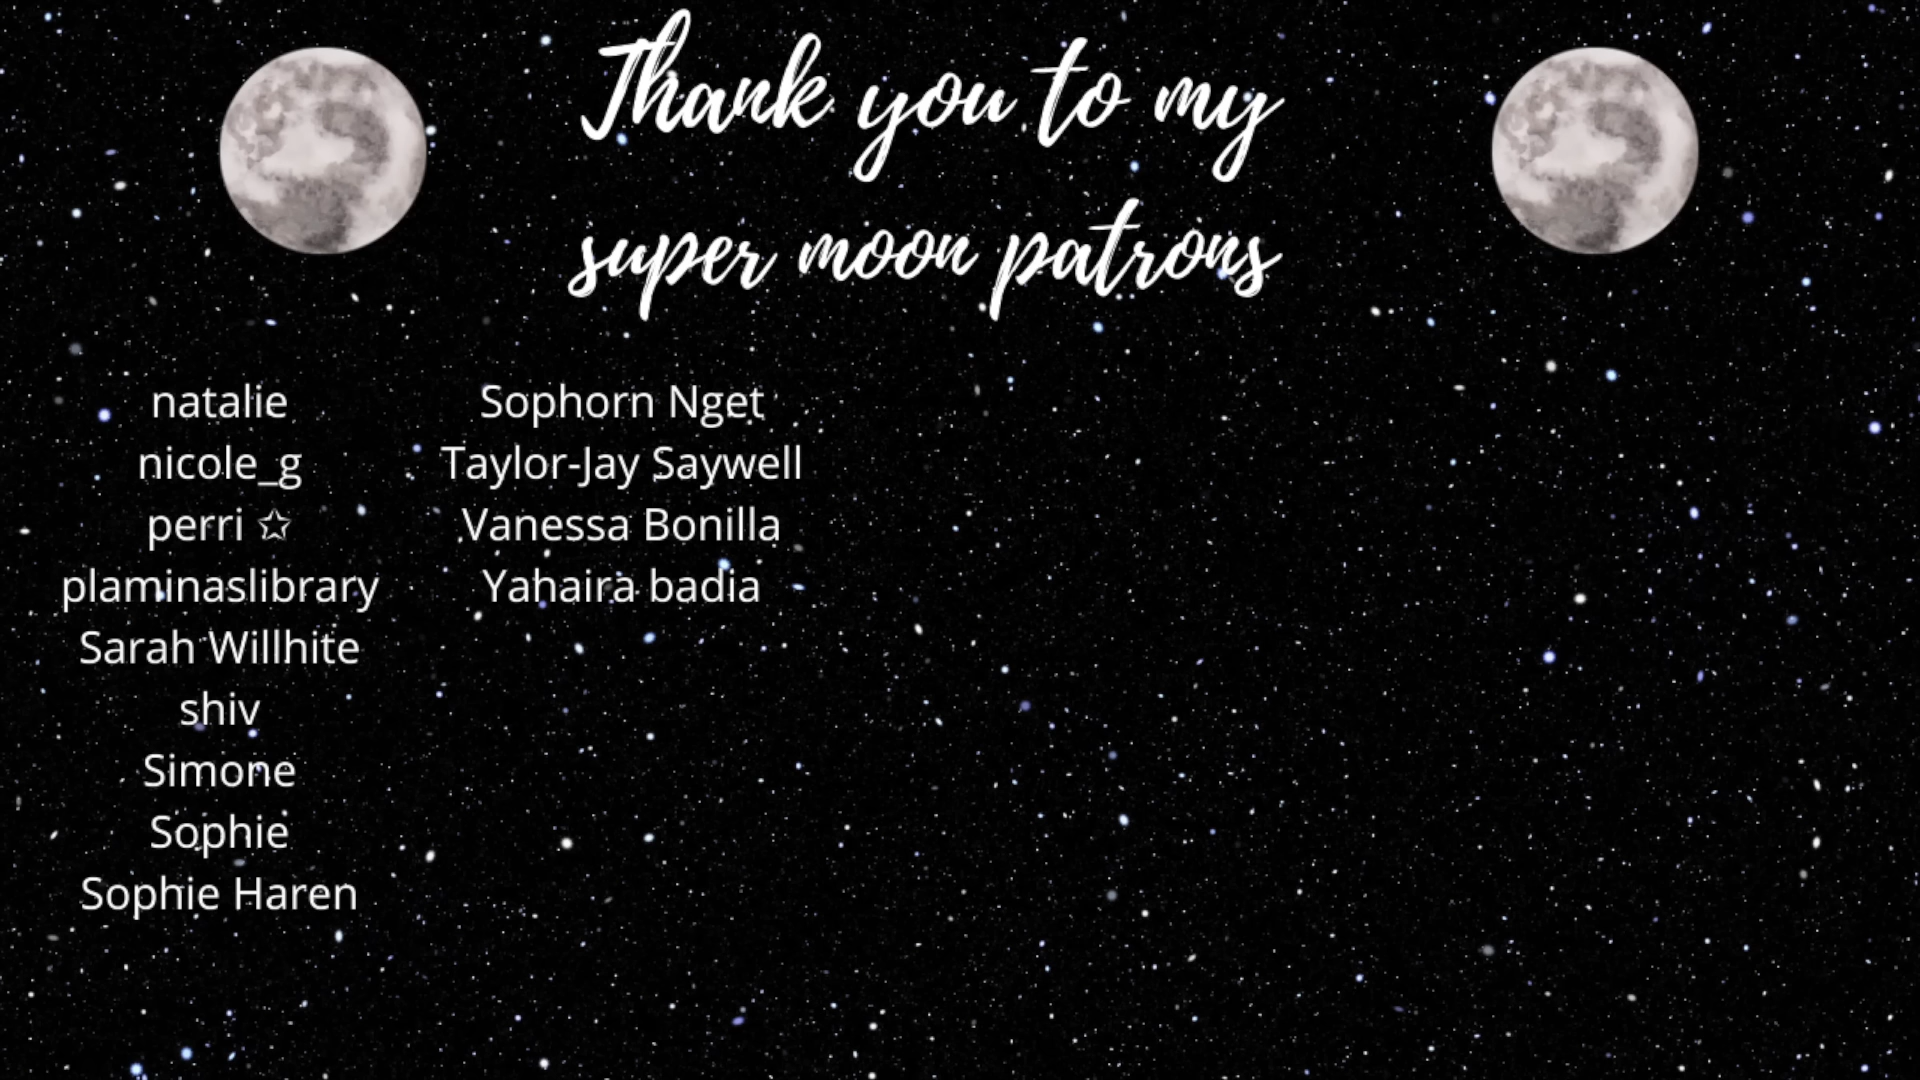 Thank you to my
super moon patrons
natalie
nicole_g
perri ✩
plaminaslibrary
Sarah Willhite
shiv
Simone
Sophie
Sophie Haren
Sophorn Nget
Taylor-Jay Saywell
Vanessa Bonilla
Yahaira badia